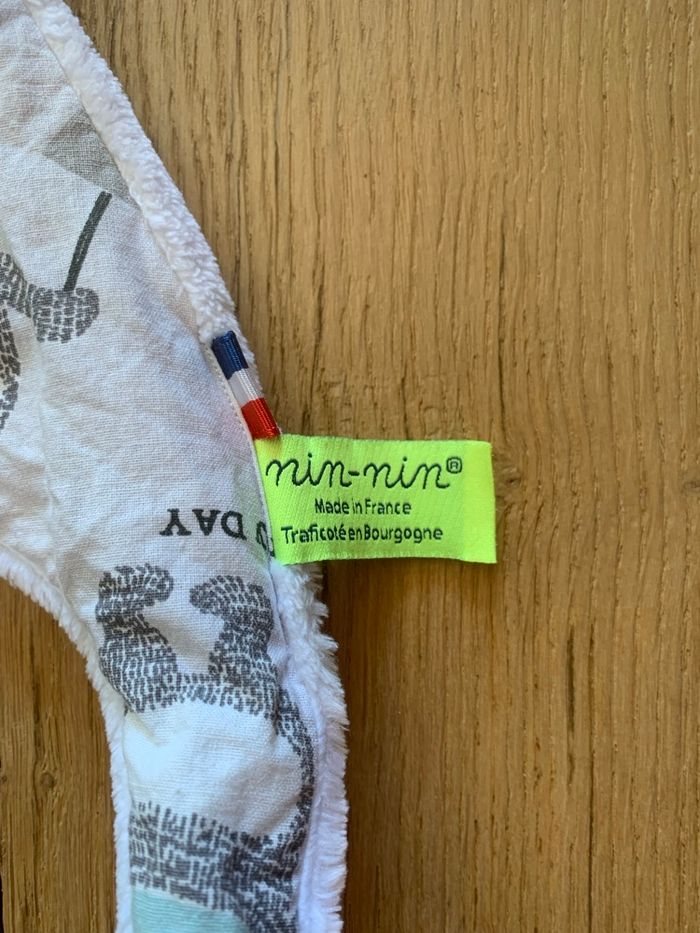 nin-nin®
Made in France
Traficoté en Bourgogne
DAY